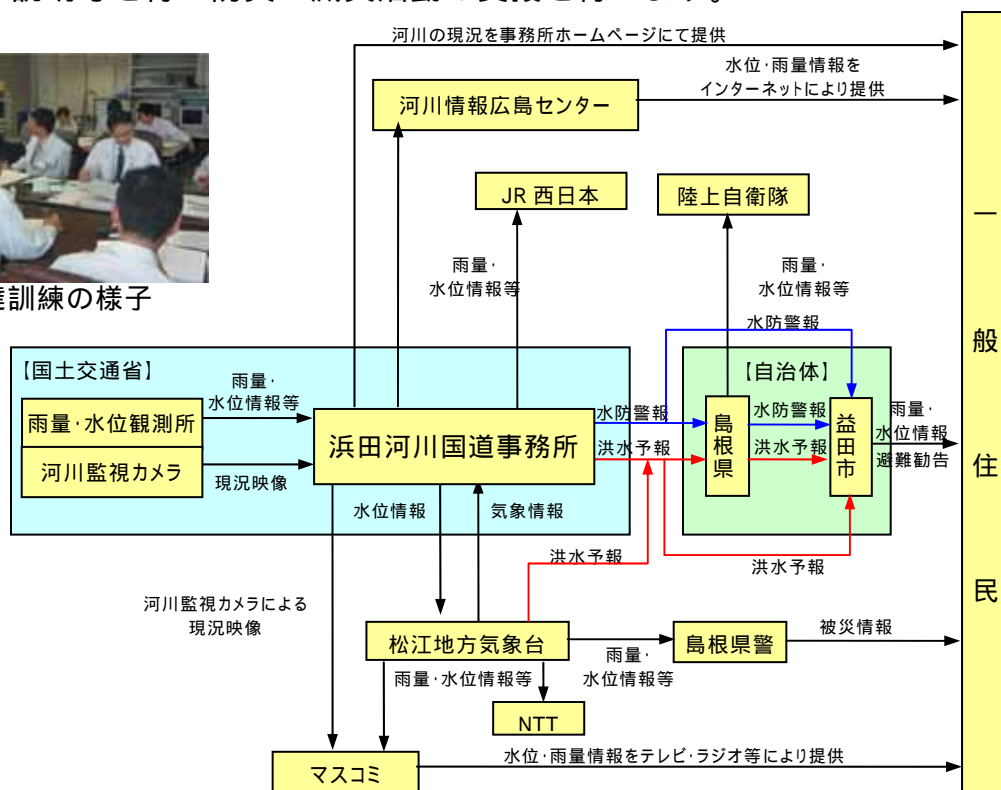 河川の現況を事務所ホームページにて提供
水位・雨量情報を
インターネットにより提供
河川情報広島センター
JR 西日本
陸上自衛隊
雨量・
水位情報等
雨量・
水位情報等
訓練の様子
水防警報
【国土交通省】
【自治体】
雨量・
水位情報等
雨量・水位観測所
河川監視カメラ
現況映像
浜田河川国道事務所
水防警報
洪水予報
島根県
水防警報
洪水予報
益田市
雨量・
水位情報
避難勧告
一般住民
水位情報
気象情報
洪水予報
洪水予報
河川監視カメラによる
現況映像
松江地方気象台
島根県警
被災情報
雨量・
水位情報等
雨量・水位情報等
NTT
マスコミ
水位・雨量情報をテレビ・ラジオ等により提供